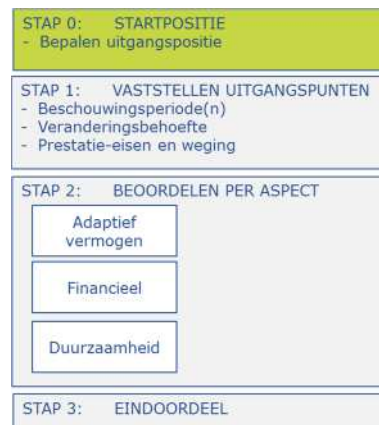 STAP 0: STARTPOSITIE
- Bepalen uitgangspositie
STAP 1: VASTSTELLEN UITGANGSPUNTEN
- Beschouwingsperiode(n)
- Veranderingsbehoefte
- Prestatie-eisen en weging
STAP 2: BEOORDELEN PER ASPECT
Adaptief
vermogen
Financieel
Duurzaamheid
STAP 3: EINDOORDEEL